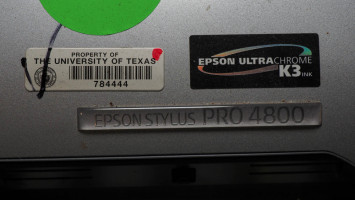 PROPERTY OF
THE UNIVERSITY OF TEXAS
784444
EPSON ULTRACHROME
K3 INK
EPSON STYLUS PRO 4800